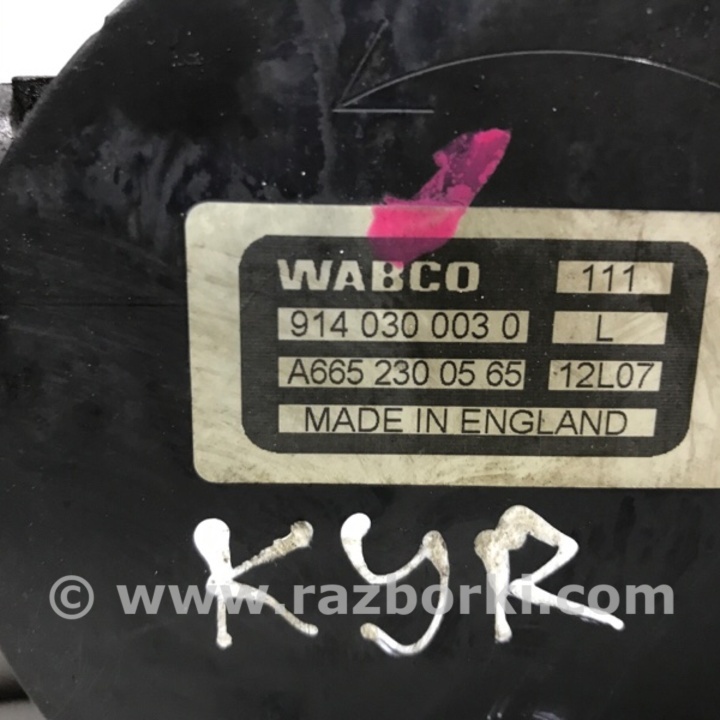 WABCO 111
914 030 003 0 L
A665 230 05 65 12L07
MADE IN ENGLAND
KYR
© www.razborki.com